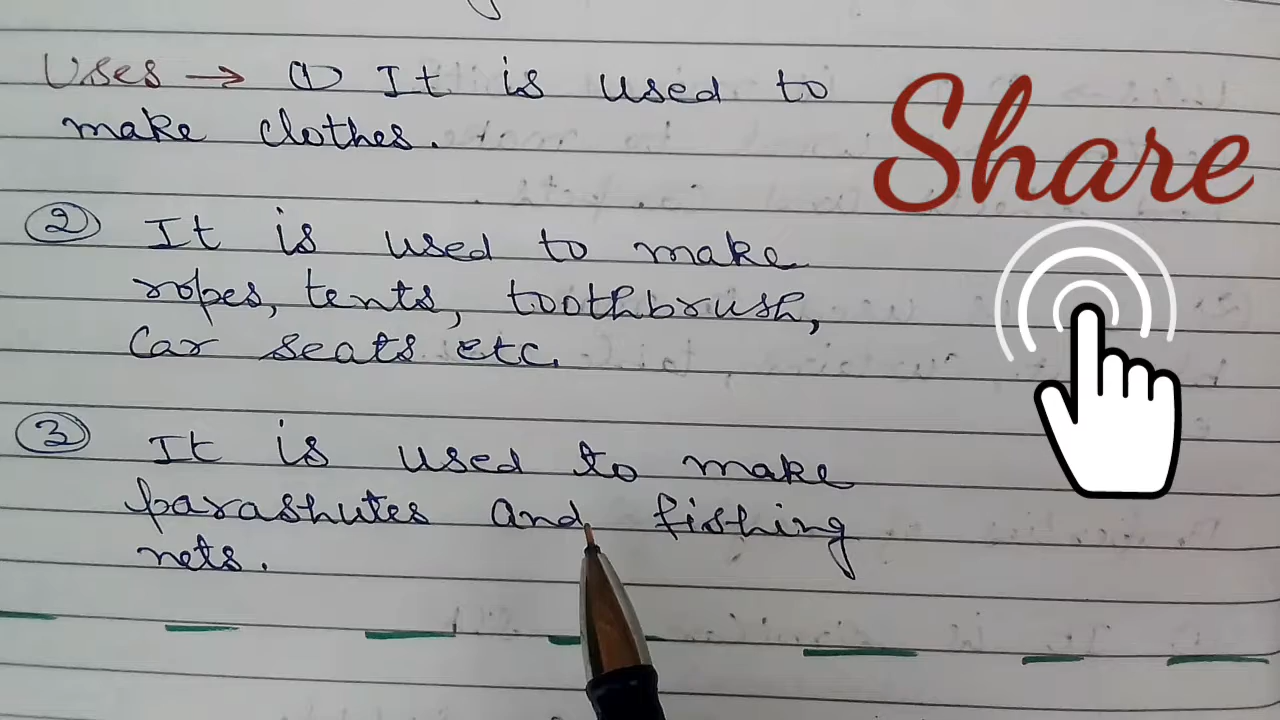 Uses → ① It is used to
make clothes.
② It is used to make
ropes, tents, toothbrush,
Car seats etc.
③ It is used to make
parashutes and fishing
nets.
Share